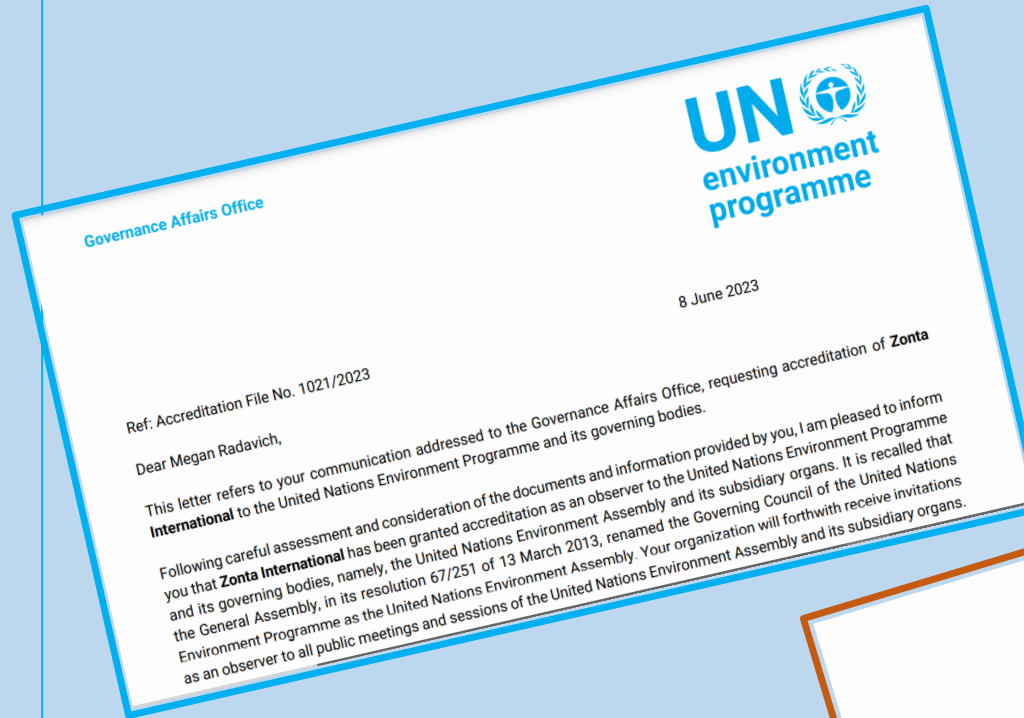 UN
environment
programme
Governance Affairs Office
8 June 2023
Ref: Accreditation File No. 1021/2023
Dear Megan Radavich,
This letter refers to your communication addressed to the Governance Affairs Office, requesting accreditation of Zonta
International to the United Nations Environment Programme and its governing bodies.
Following careful assessment and consideration of the documents and information provided by you, I am pleased to inform
you that Zonta International has been granted accreditation as an observer to the United Nations Environment Programme
and its governing bodies, namely, the United Nations Environment Assembly and its subsidiary organs. It is recalled that
the General Assembly, in its resolution 67/251 of 13 March 2013, renamed the Governing Council of the United Nations
Environment Programme as the United Nations Environment Assembly. Your organization will forthwith receive invitations
as an observer to all public meetings and sessions of the United Nations Environment Assembly and its subsidiary organs.